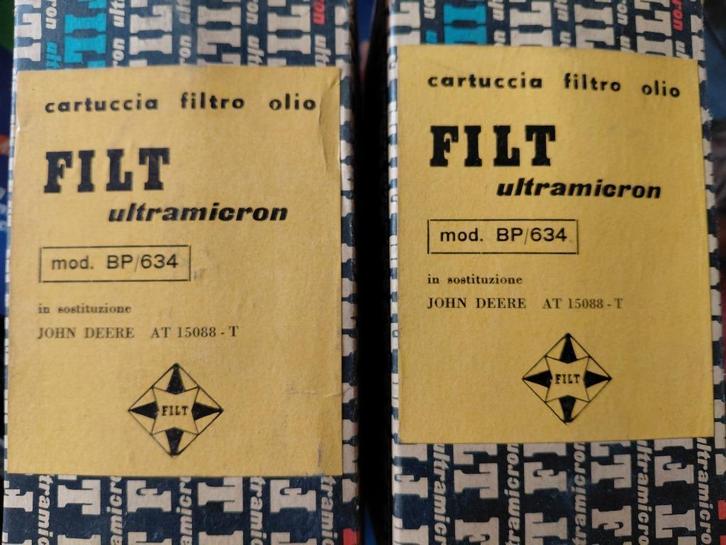 cartuccia filtro olio
FILT
ultramicron
mod. BP/634
in sostituzione
JOHN DEERE AT 15088-T
FILT
cartuccia filtro olio
FILT
ultramicron
mod. BP/634
in sostituzione
JOHN DEERE AT 15088-T
FILT